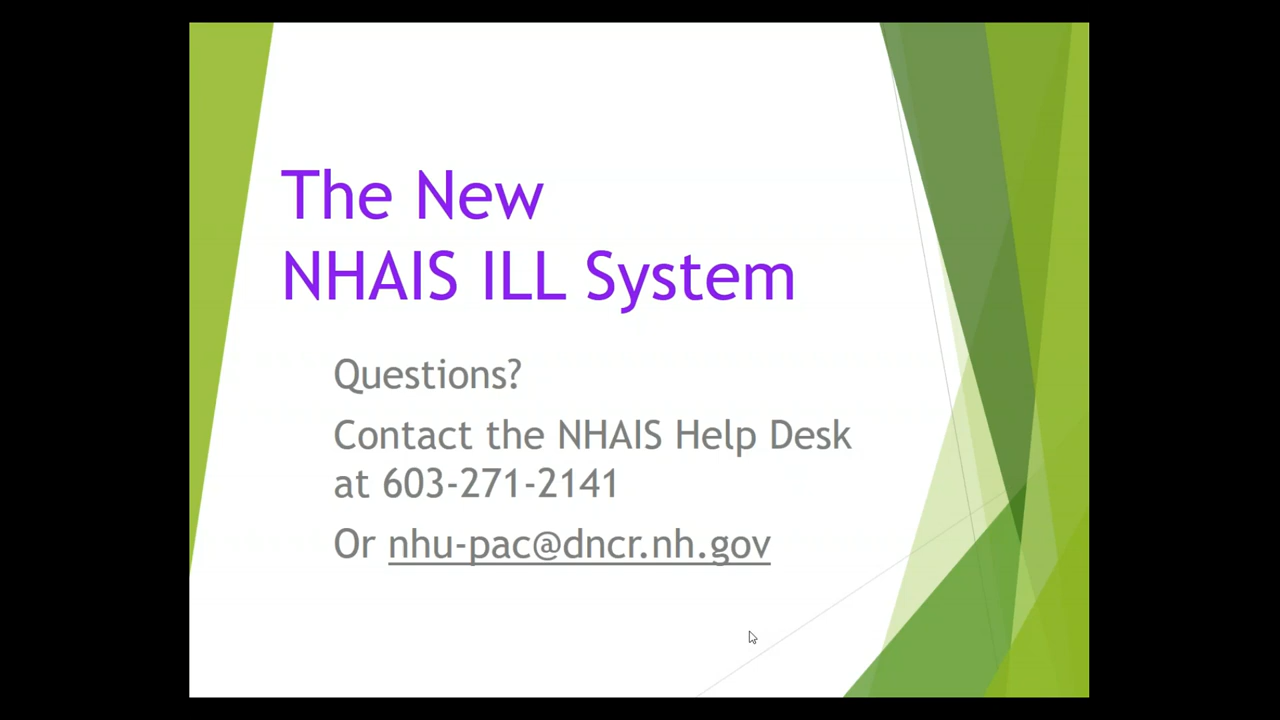 The New
NHAIS ILL System
Questions?
Contact the NHAIS Help Desk
at 603-271-2141
Or nhu-pac@dncr.nh.gov